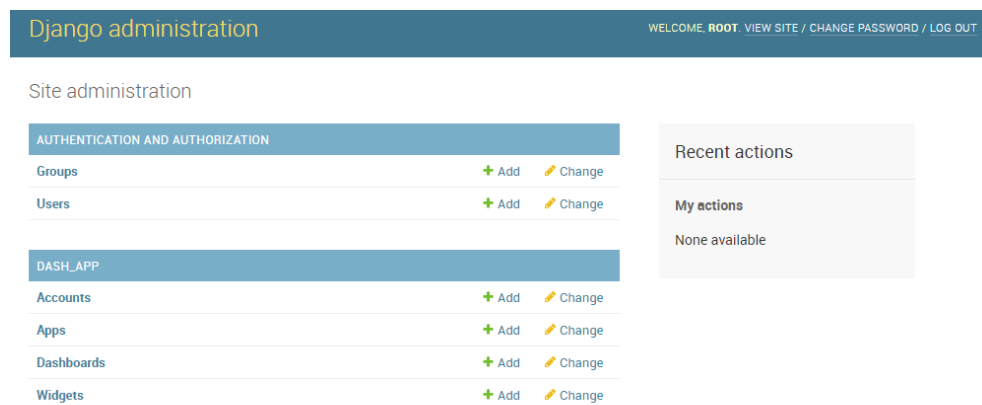 Django administration
WELCOME, ROOT. VIEW SITE / CHANGE PASSWORD / LOG OUT
Site administration
AUTHENTICATION AND AUTHORIZATION
Groups Add Change
Users Add Change
DASH_APP
Accounts Add Change
Apps Add Change
Dashboards Add Change
Widgets Add Change
Recent actions
My actions
None available